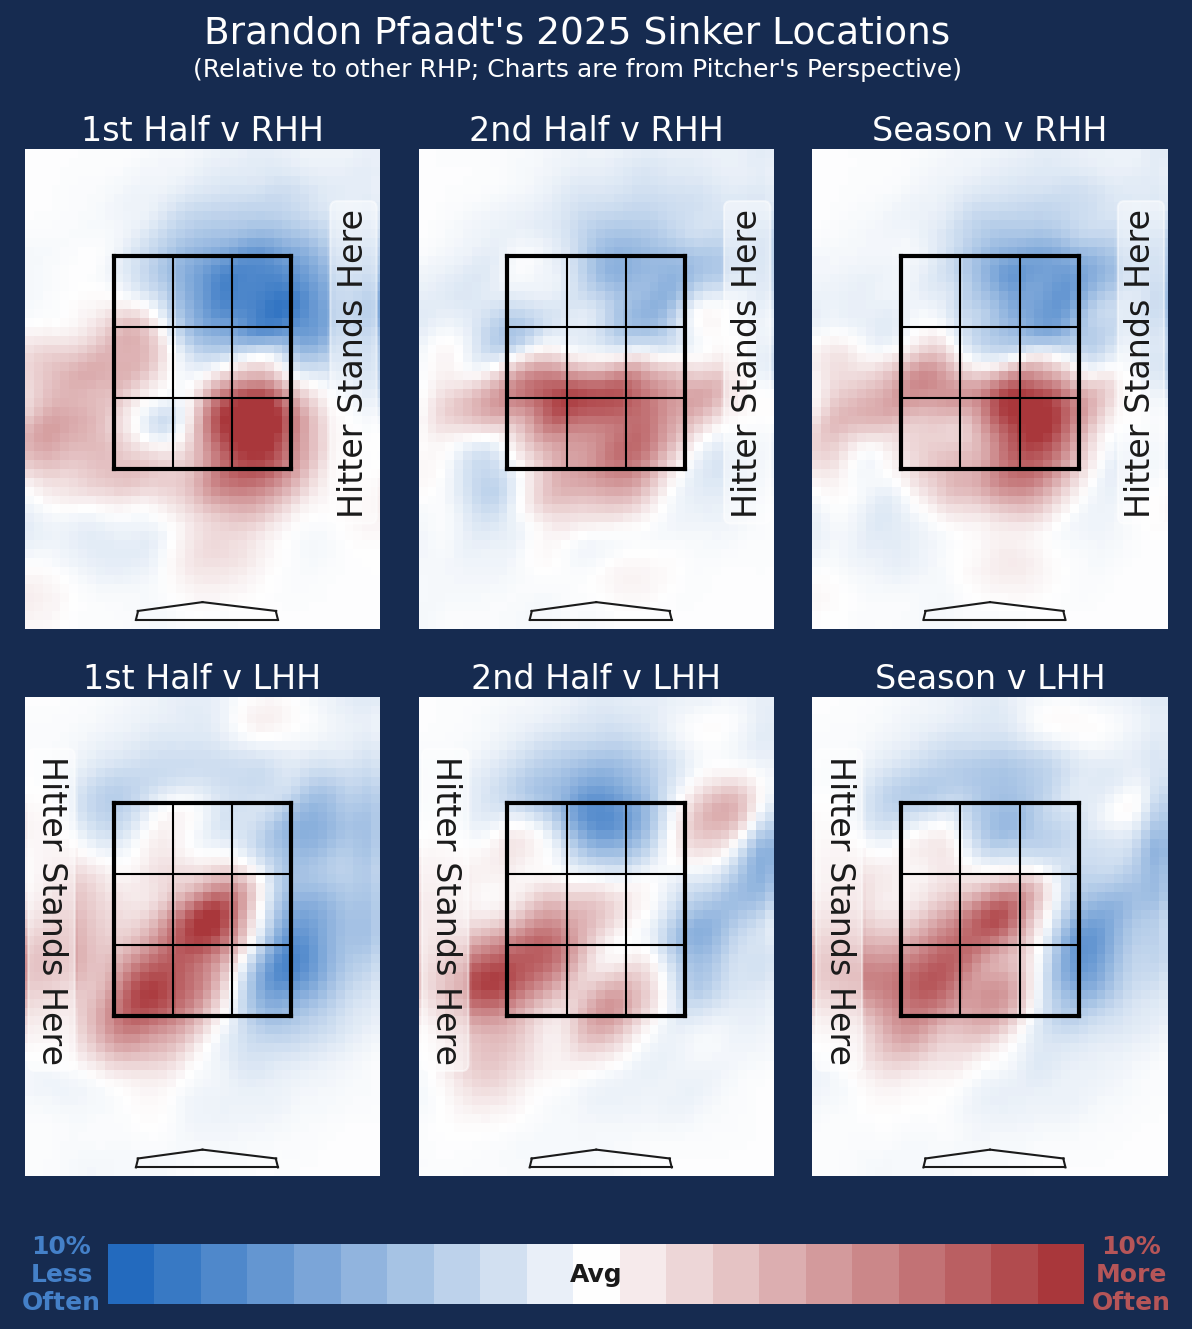 Brandon Pfaadt's 2025 Sinker Locations
(Relative to other RHP; Charts are from Pitcher's Perspective)
1st Half v RHH
2nd Half v RHH
Season v RHH
Hitter Stands Here
Hitter Stands Here
Hitter Stands Here
1st Half v LHH
2nd Half v LHH
Season v LHH
Hitter Stands Here
Hitter Stands Here
Hitter Stands Here
10%
Less
Often
Avg
10%
More
Often